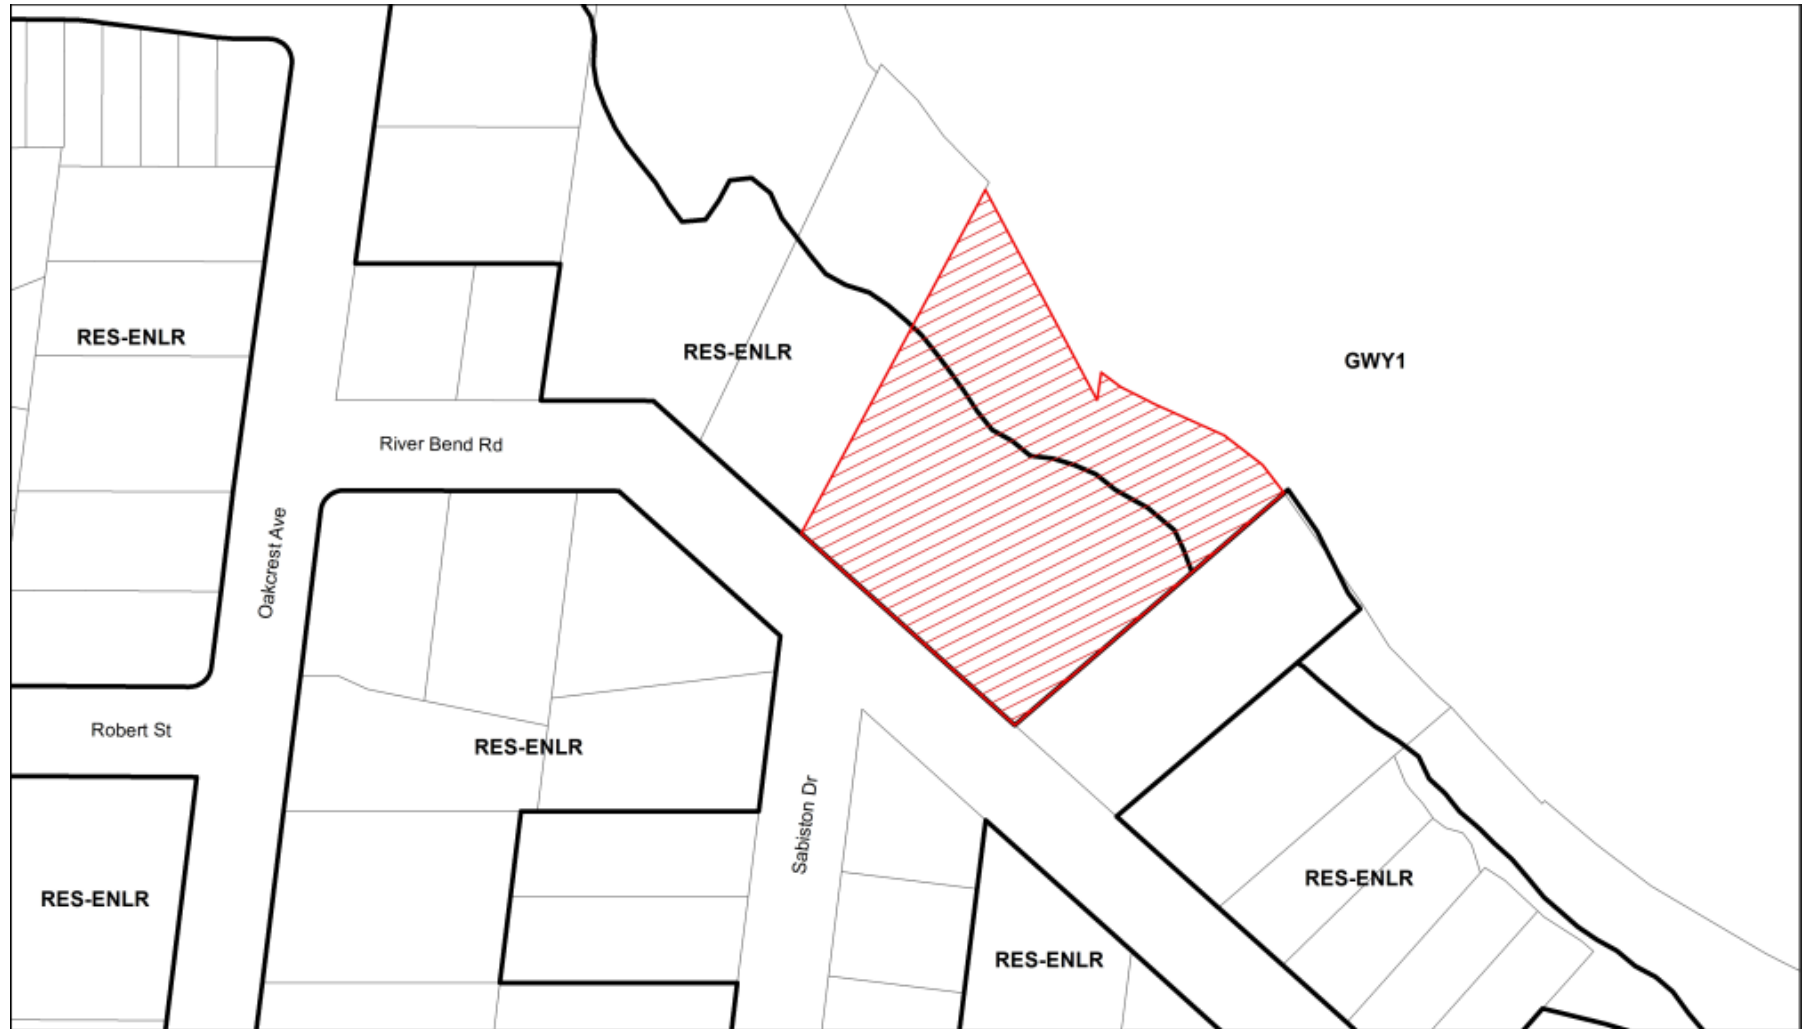 RES-ENLR
RES-ENLR
GWY1
River Bend Rd
Oakcrest Ave
Robert St
RES-ENLR
Sabiston Dr
RES-ENLR
RES-ENLR
RES-ENLR